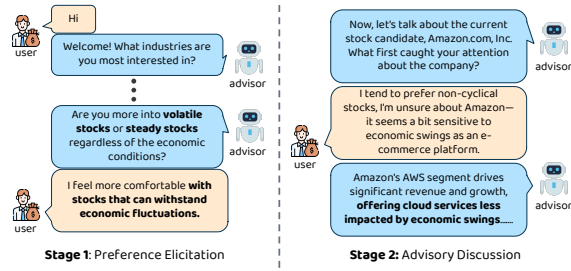 Hi
user
Welcome! What industries are
you most interested in?
advisor
Are you more into volatile
stocks or steady stocks
regardless of the economic
conditions?
advisor
I feel more comfortable with
stocks that can withstand
economic fluctuations.
user
Stage 1: Preference Elicitation
Now, let's talk about the current
stock candidate, Amazon.com, Inc.
What first caught your attention
about the company?
advisor
I tend to prefer non-cyclical
stocks, I'm unsure about Amazon—
it seems a bit sensitive to
economic swings as an e-
commerce platform.
user
Amazon's AWS segment drives
significant revenue and growth,
offering cloud services less
impacted by economic swings......
advisor
Stage 2: Advisory Discussion